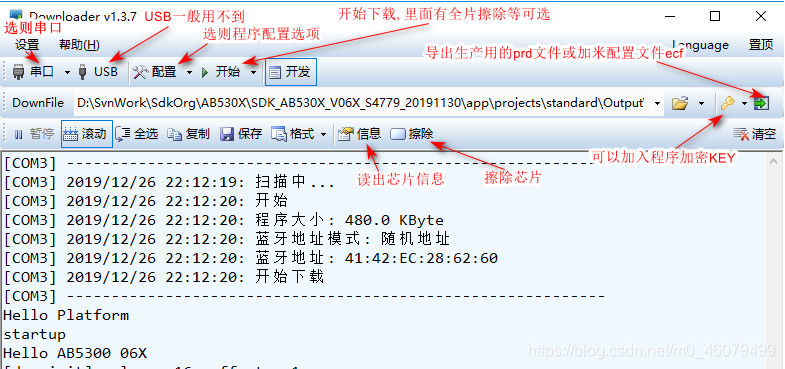 Downloader v1.3.7
USB一般用不到
开始下载,里面有全片擦除等可选
选则串口
选则程序配置选项
导出生产用的prd文件或加米配置文件ecf
设置 帮助(H) Language 置顶
串口 USB 配置 开始 开发
DownFile D:\SvnWork\SdkOrg\AB530X\SDK_AB530X_V06X_S4779_20191130\app\projects\standard\Output\
暂停 滚动 全选 复制 保存 格式 信息 擦除 清空
可以加入程序加密KEY
读出芯片信息
擦除芯片
[COM3] ------------------------------------------------------------
[COM3] 2019/12/26 22:12:19: 扫描中...
[COM3] 2019/12/26 22:12:20: 开始
[COM3] 2019/12/26 22:12:20: 程序大小: 480.0 KByte
[COM3] 2019/12/26 22:12:20: 蓝牙地址模式: 随机地址
[COM3] 2019/12/26 22:12:20: 蓝牙地址: 41:42:EC:28:62:60
[COM3] 2019/12/26 22:12:20: 开始下载
[COM3] ------------------------------------------------------------
Hello Platform
startup
Hello AB5300 06X
https://blog.csdn.net/m0_46079499